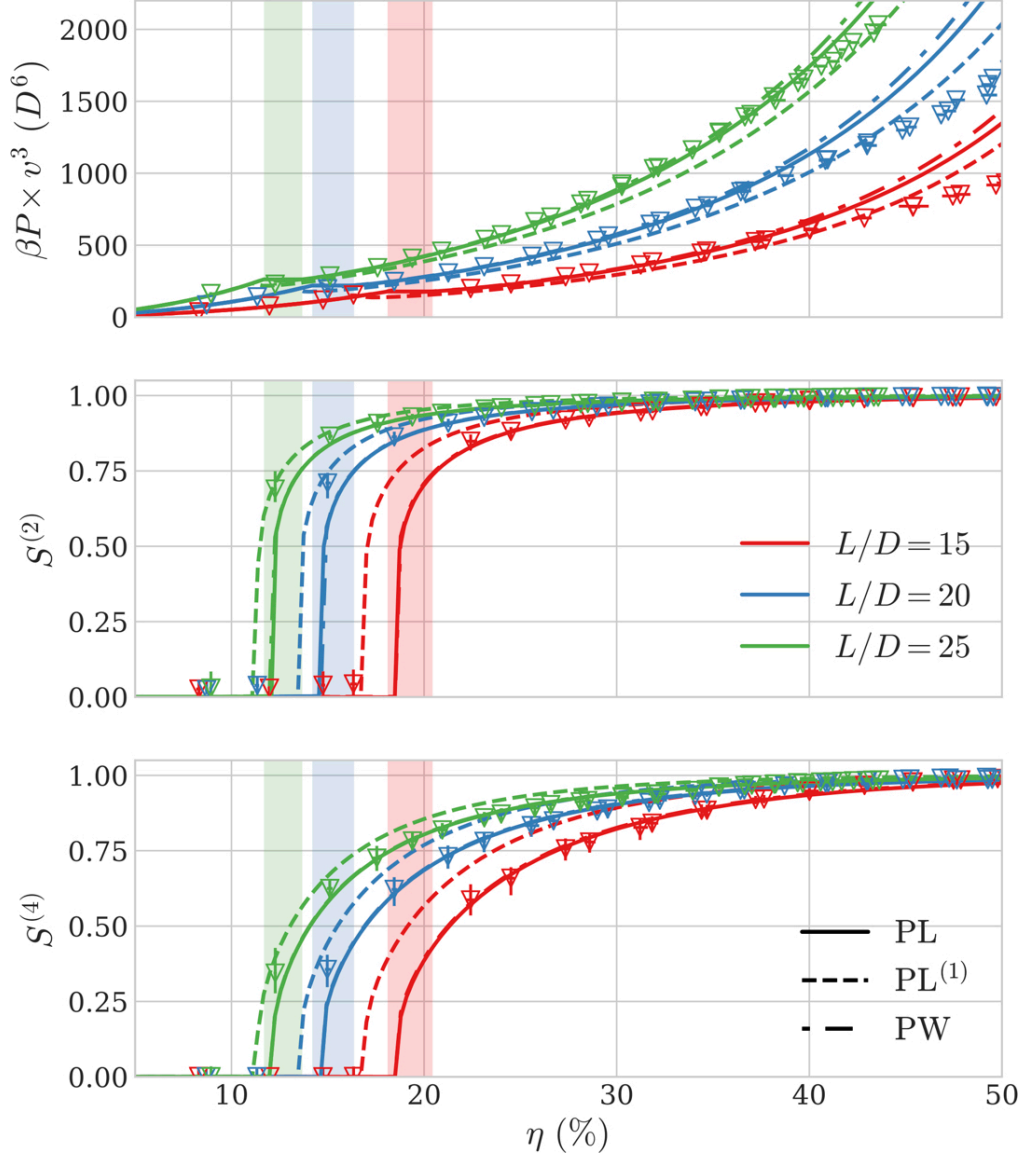 βP × v³ (D⁶)
2000
1500
1000
500
0
S⁽²⁾
1.00
0.75
0.50
0.25
0.00
L/D = 15
L/D = 20
L/D = 25
S⁽⁴⁾
1.00
0.75
0.50
0.25
0.00
PL
PL⁽¹⁾
PW
10 20 30 40 50
η (%)